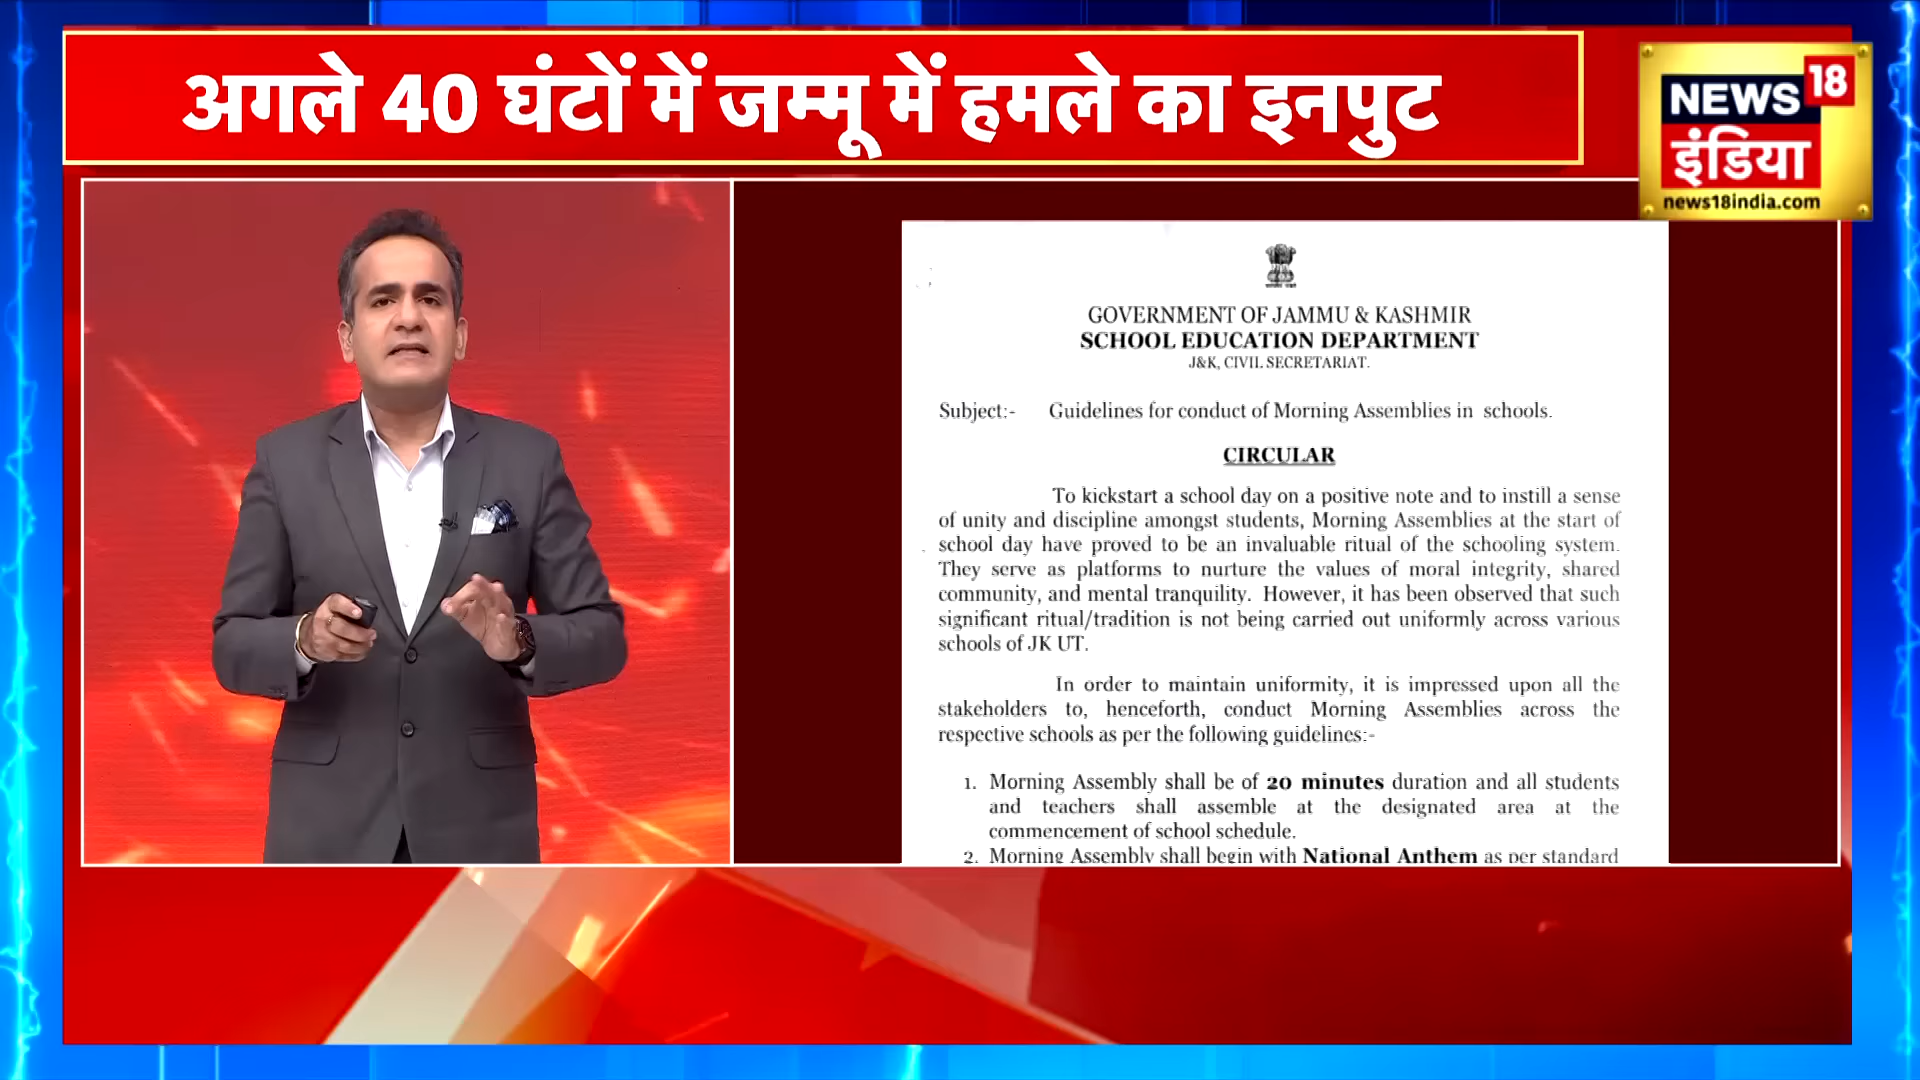 अगले 40 घंटों में जम्मू में हमले का इनपुट
NEWS 18
इंडिया
news18india.com
GOVERNMENT OF JAMMU & KASHMIR
SCHOOL EDUCATION DEPARTMENT
J&K, CIVIL SECRETARIAT.
Subject:- Guidelines for conduct of Morning Assemblies in schools.
CIRCULAR
To kickstart a school day on a positive note and to instill a sense
of unity and discipline amongst students, Morning Assemblies at the start of
school day have proved to be an invaluable ritual of the schooling system.
They serve as platforms to nurture the values of moral integrity, shared
community, and mental tranquility. However, it has been observed that such
significant ritual/tradition is not being carried out uniformly across various
schools of JK UT.
In order to maintain uniformity, it is impressed upon all the
stakeholders to, henceforth, conduct Morning Assemblies across the
respective schools as per the following guidelines:-
1. Morning Assembly shall be of 20 minutes duration and all students
and teachers shall assemble at the designated area at the
commencement of school schedule.
2. Morning Assembly shall begin with National Anthem as per standard